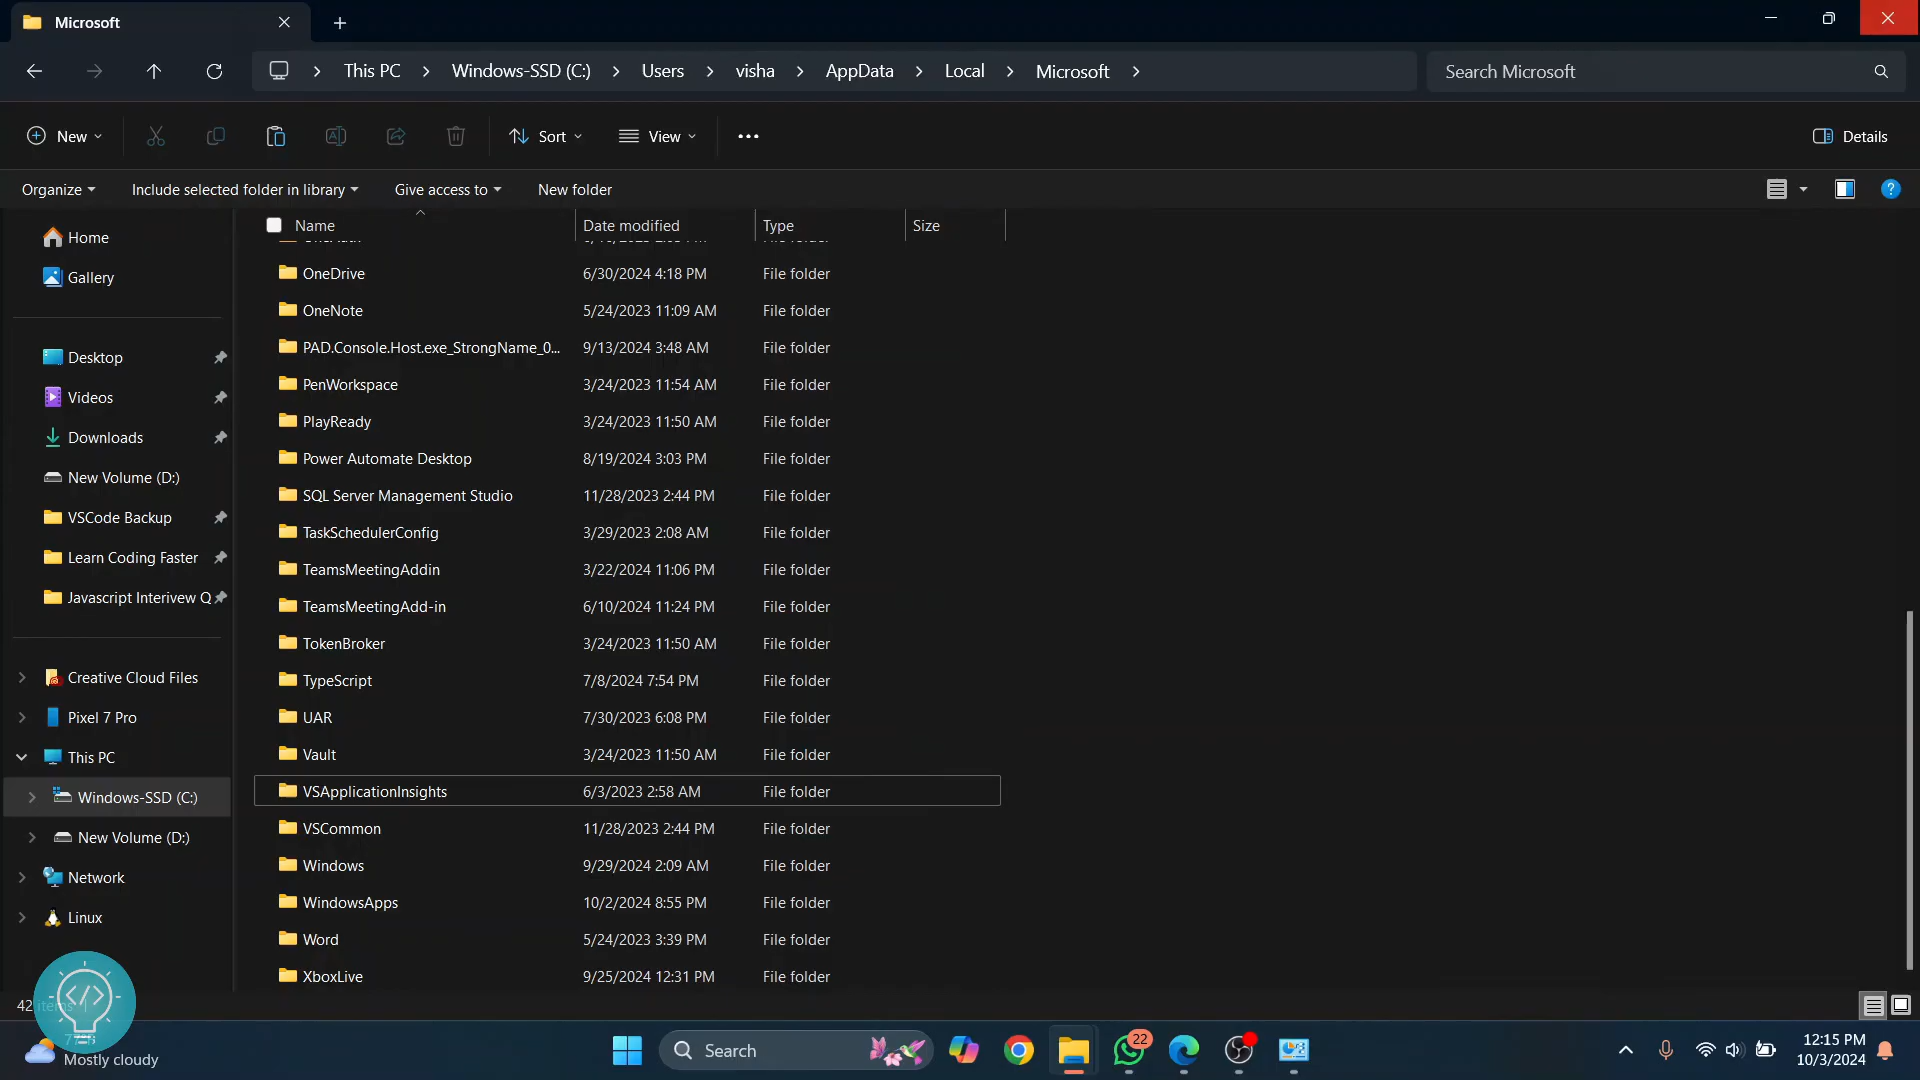 Microsoft
This PC Windows-SSD (C:) Users visha AppData Local Microsoft
Search Microsoft
New
Sort
View
Details
Organize
Include selected folder in library
Give access to
New folder
Name Date modified Type Size
Home
Gallery
Desktop
Videos
Downloads
New Volume (D:)
VSCode Backup
Learn Coding Faster
Javascript Interivew Q
Creative Cloud Files
Pixel 7 Pro
This PC
Windows-SSD (C:)
New Volume (D:)
Network
Linux
OneDrive 6/30/2024 4:18 PM File folder
OneNote 5/24/2023 11:09 AM File folder
PAD.Console.Host.exe_StrongName_0... 9/13/2024 3:48 AM File folder
PenWorkspace 3/24/2023 11:54 AM File folder
PlayReady 3/24/2023 11:50 AM File folder
Power Automate Desktop 8/19/2024 3:03 PM File folder
SQL Server Management Studio 11/28/2023 2:44 PM File folder
TaskSchedulerConfig 3/29/2023 2:08 AM File folder
TeamsMeetingAddin 3/22/2024 11:06 PM File folder
TeamsMeetingAdd-in 6/10/2024 11:24 PM File folder
TokenBroker 3/24/2023 11:50 AM File folder
TypeScript 7/8/2024 7:54 PM File folder
UAR 7/30/2023 6:08 PM File folder
Vault 3/24/2023 11:50 AM File folder
VSApplicationInsights 6/3/2023 2:58 AM File folder
VSCommon 11/28/2023 2:44 PM File folder
Windows 9/29/2024 2:09 AM File folder
WindowsApps 10/2/2024 8:55 PM File folder
Word 5/24/2023 3:39 PM File folder
XboxLive 9/25/2024 12:31 PM File folder
42 items
Mostly cloudy
Search
22
12:15 PM
10/3/2024